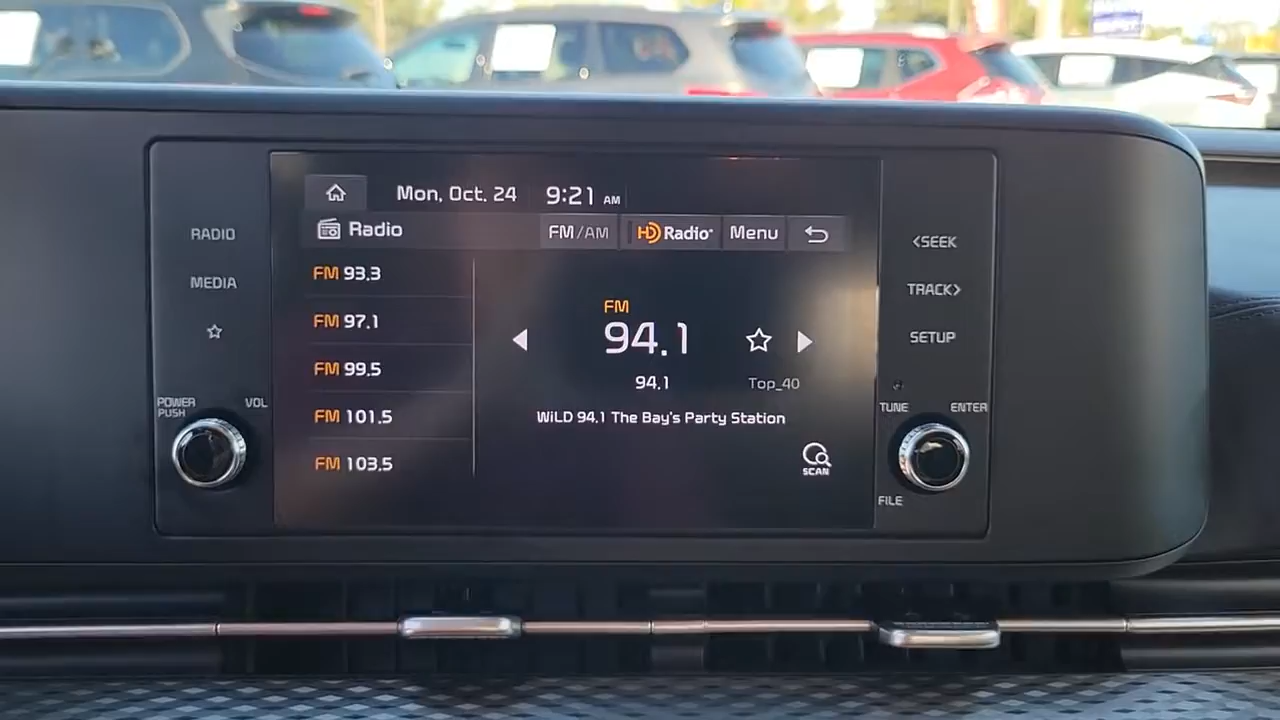 Mon, Oct. 24 9:21 AM
Radio FM/AM HD Radio Menu
RADIO
MEDIA
POWER PUSH VOL
FM 93.3
FM 97.1
FM 99.5
FM 101.5
FM 103.5
FM
94.1
94.1 Top_40
WiLD 94.1 The Bay's Party Station
SCAN
<SEEK
TRACK>
SETUP
TUNE ENTER
FILE